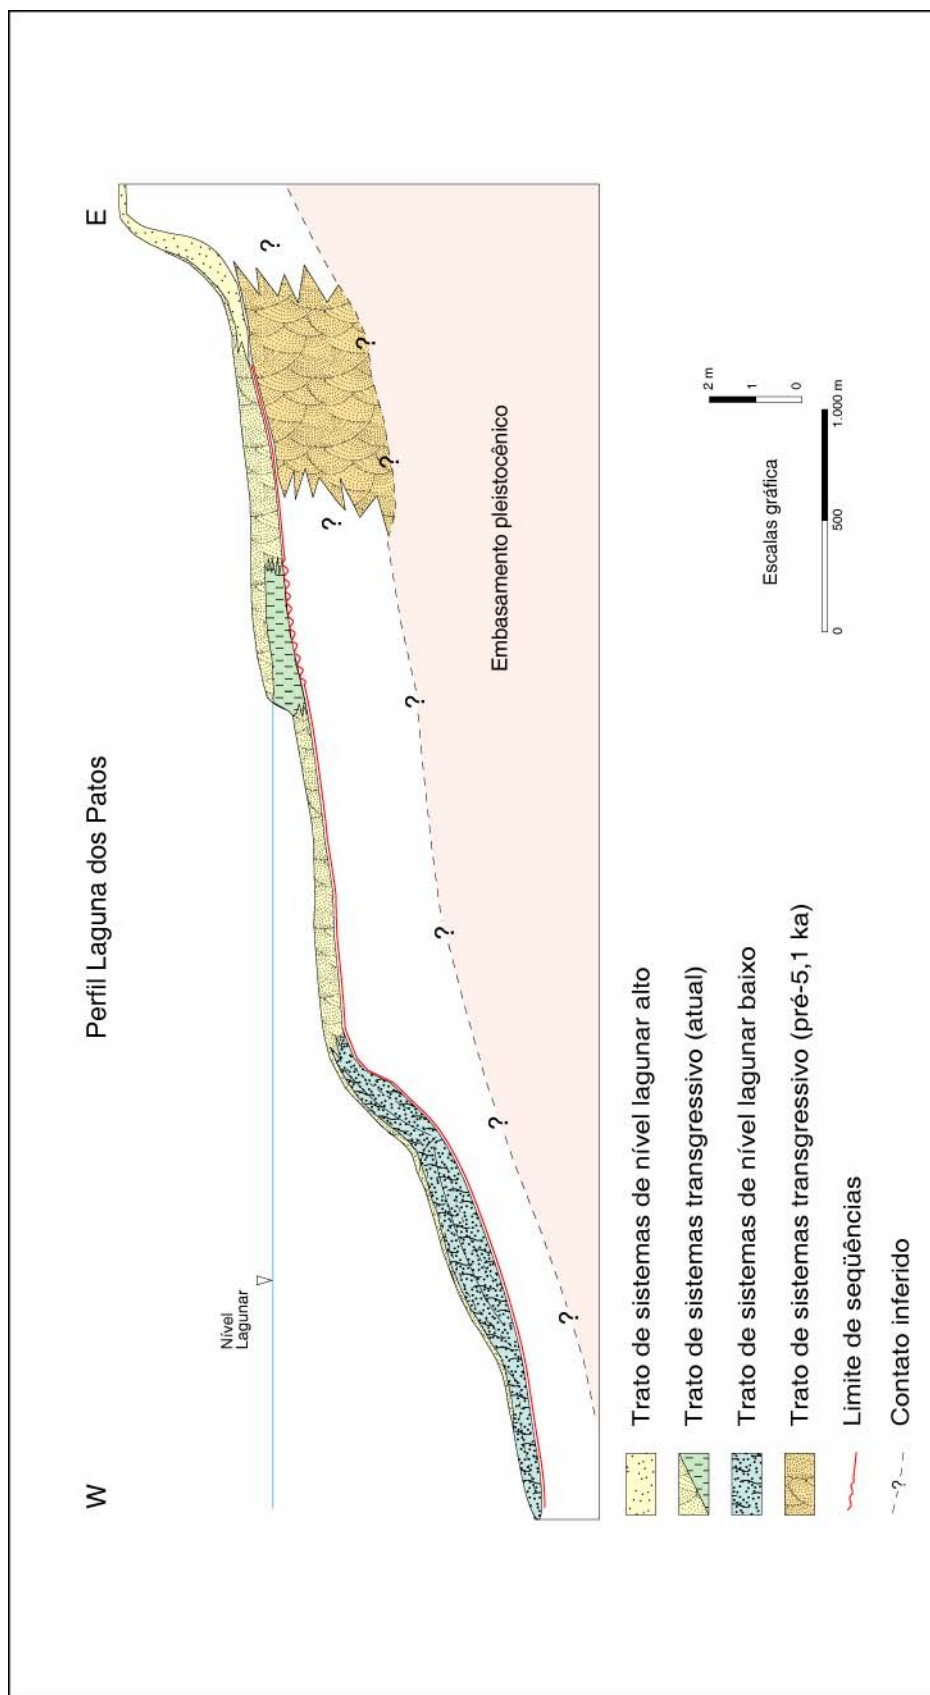 Perfil Laguna dos Patos
W
E
Nível
Lagunar
?
?
?
?
?
?
?
?
?
Embasamento pleistocênico
Trato de sistemas de nível lagunar alto
Trato de sistemas transgressivo (atual)
Trato de sistemas de nível lagunar baixo
Trato de sistemas transgressivo (pré-5,1 ka)
Limite de seqüências
?
Contato inferido
Escalas gráfica
2 m
1
0
0
500
1.000 m